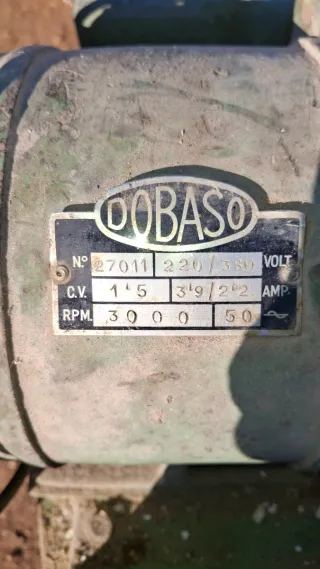 DOBASO
Nº 27011 220/380 VOLT
C.V. 1'5 3'9/2'2 AMP.
RPM. 3000 50 ~